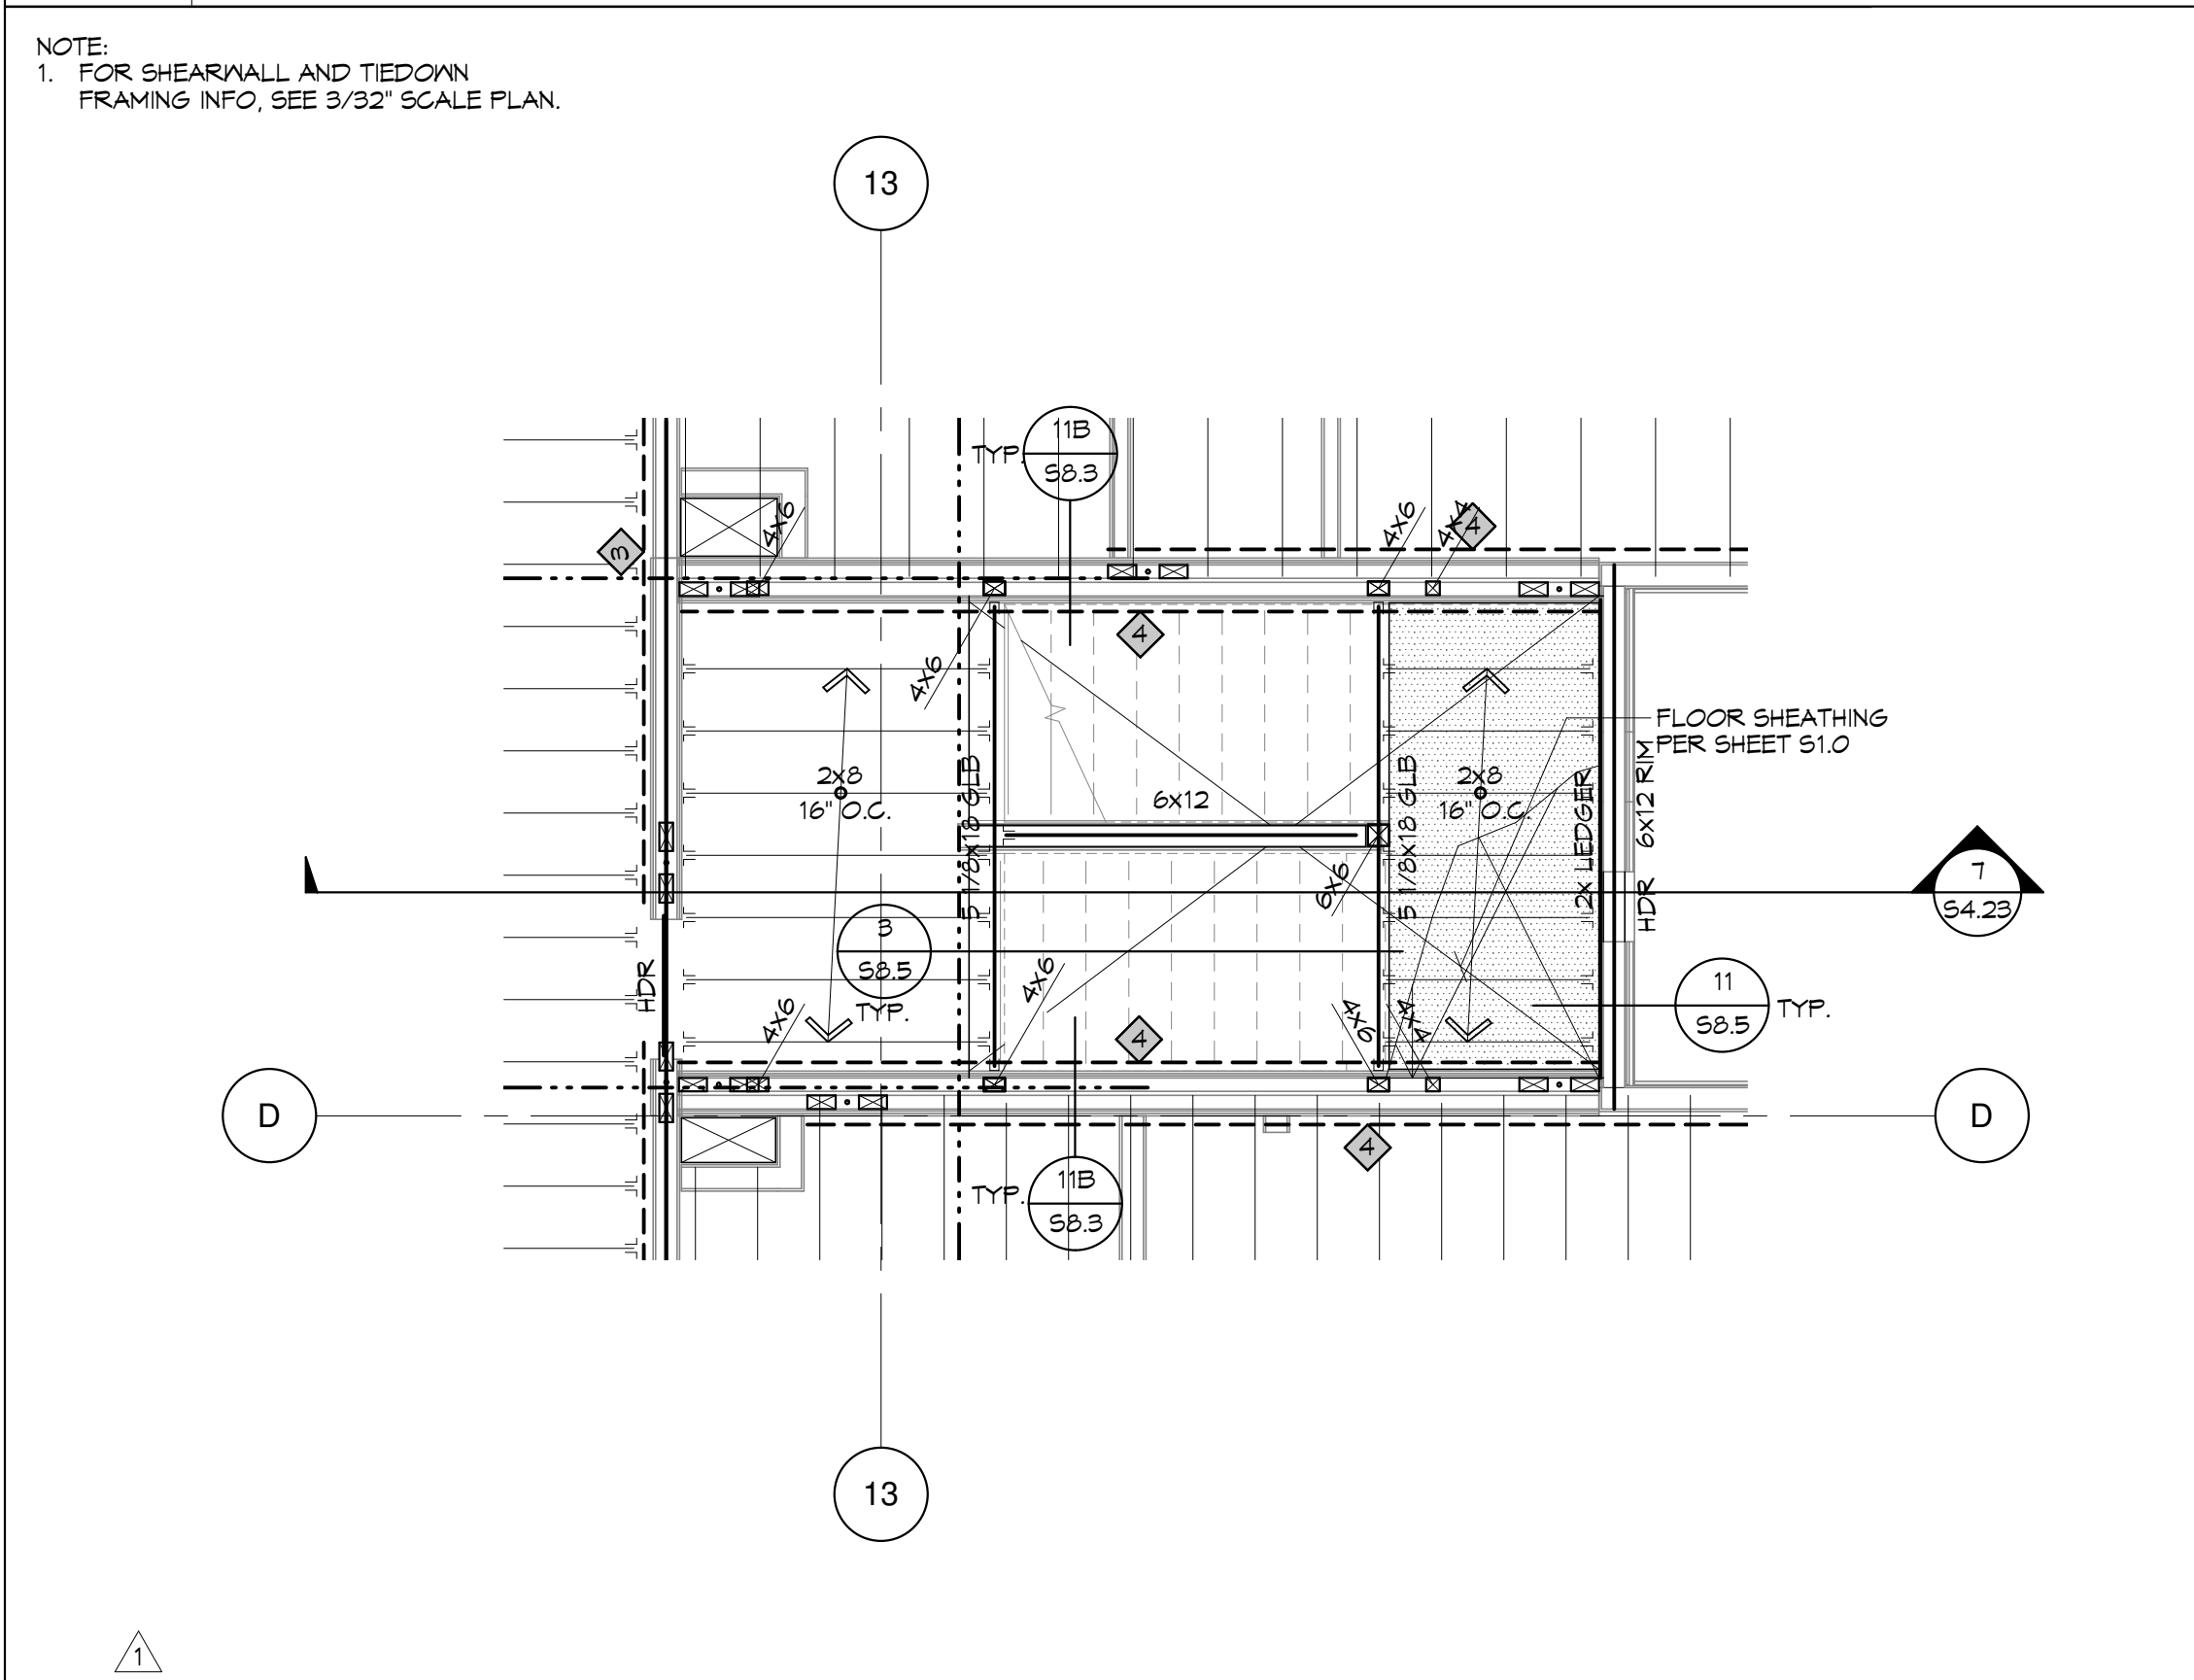 NOTE:
1. FOR SHEARWALL AND TIEDOWN
FRAMING INFO, SEE 3/32" SCALE PLAN.
13
TYP.
11B
S8.3
4x6
4x6
4x4
4
3
4
4x6
FLOOR SHEATHING
PER SHEET S1.0
2x8
16" O.C.
5 1/8x18 GLB
6x12
5 1/8x18 GLB
2x8
16" O.C.
2x LEDGER
6x12 RIM
HDR
6x6
7
S4.23
3
S8.5
TYP.
HDR
4x6
4x6
4
4x6
4x4
11
S8.5
TYP.
D
D
4
TYP.
11B
S8.3
13
1